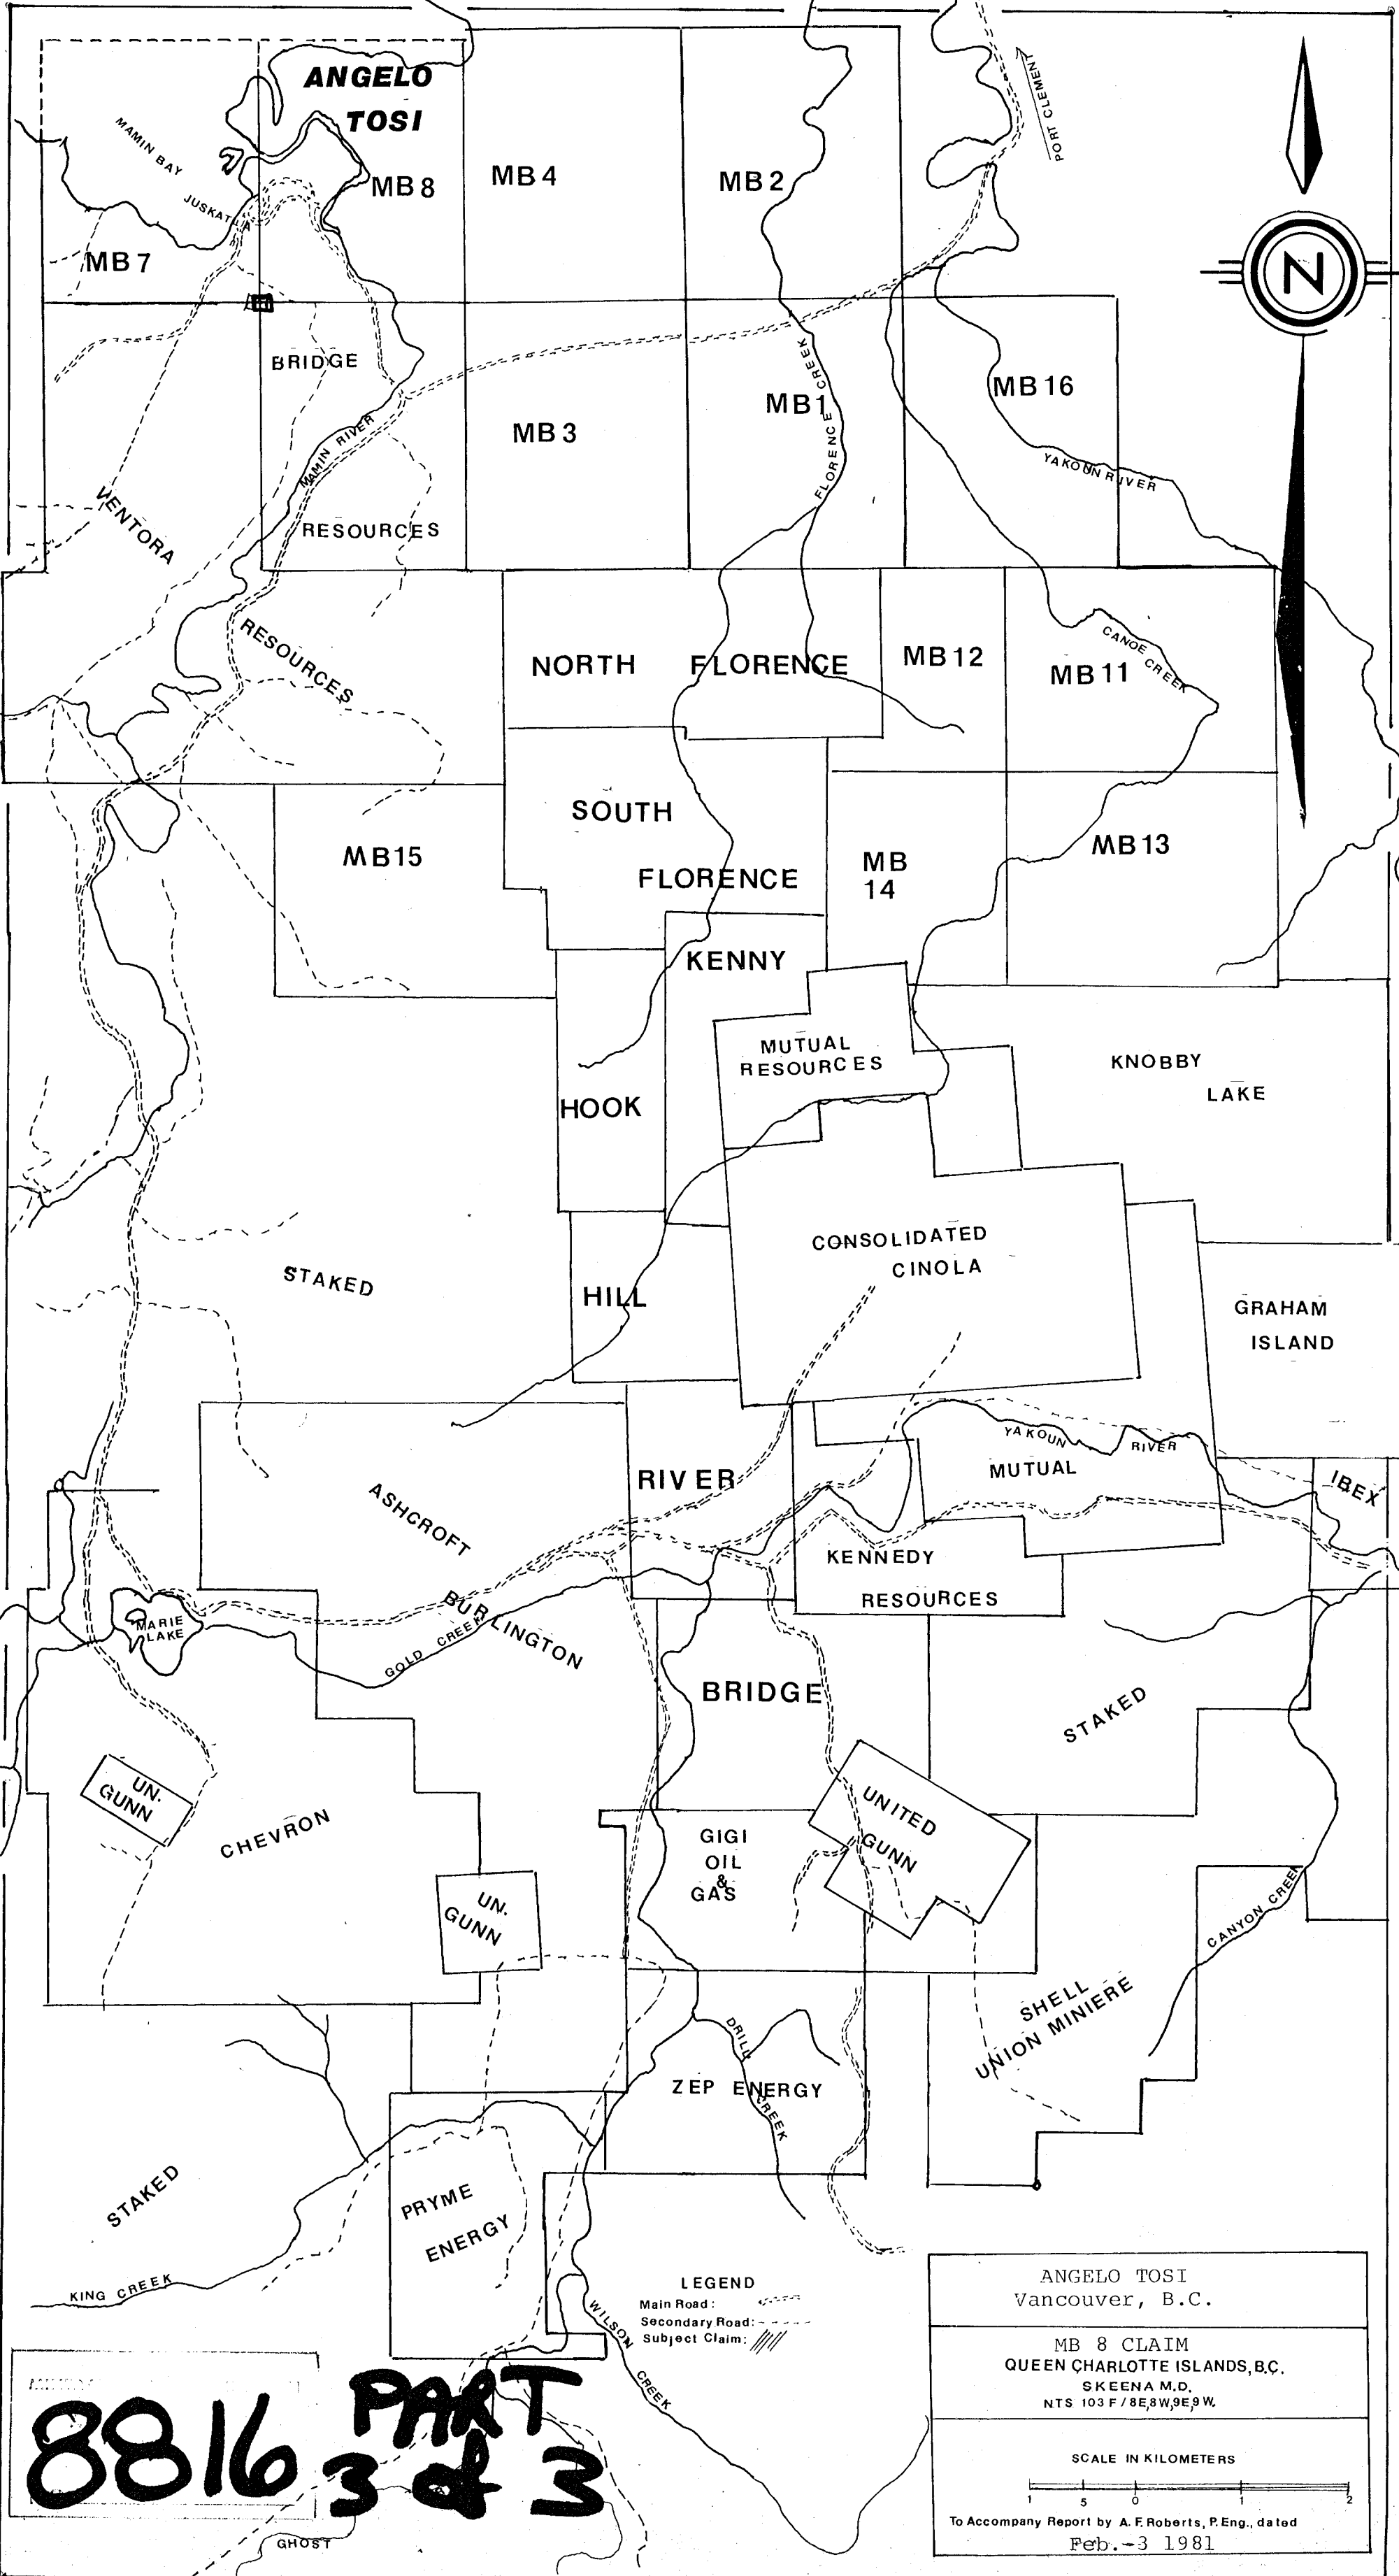 ANGELO
TOSI
PORT CLEMENT
MAMIN BAY
JUSKATLA
MB 8
MB 4
MB 2
MB 7
N
BRIDGE
MB 3
MB 1
FLORENCE CREEK
MB 16
MAMIN RIVER
YAKOUN RIVER
VENTORA
RESOURCES
RESOURCES
NORTH FLORENCE
MB 12
MB 11
CANOE CREEK
SOUTH
FLORENCE
MB 15
MB
14
MB 13
KENNY
MUTUAL
RESOURCES
KNOBBY
LAKE
HOOK
CONSOLIDATED
CINOLA
STAKED
HILL
GRAHAM
ISLAND
YAKOUN RIVER
RIVER
MUTUAL
IBEX
ASHCROFT
KENNEDY
RESOURCES
BURLINGTON
GOLD CREEK
MARIE
LAKE
BRIDGE
STAKED
UN.
GUNN
CHEVRON
UNITED
GUNN
GIGI
OIL
&
GAS
UN.
GUNN
CANYON CREEK
SHELL
UNION MINIERE
DRILL CREEK
ZEP ENERGY
STAKED
PRYME
ENERGY
KING CREEK
WILSON CREEK
LEGEND
Main Road:
Secondary Road:
Subject Claim:
ANGELO TOSI
Vancouver, B.C.
MB 8 CLAIM
QUEEN CHARLOTTE ISLANDS, B.C.
SKEENA M.D.
NTS 103 F / 8E, 8W, 9E, 9W.
SCALE IN KILOMETERS
1 5 0 1 2
To Accompany Report by A. F. Roberts, P. Eng., dated
Feb.-3 1981
8816 PART
3 of 3
GHOST